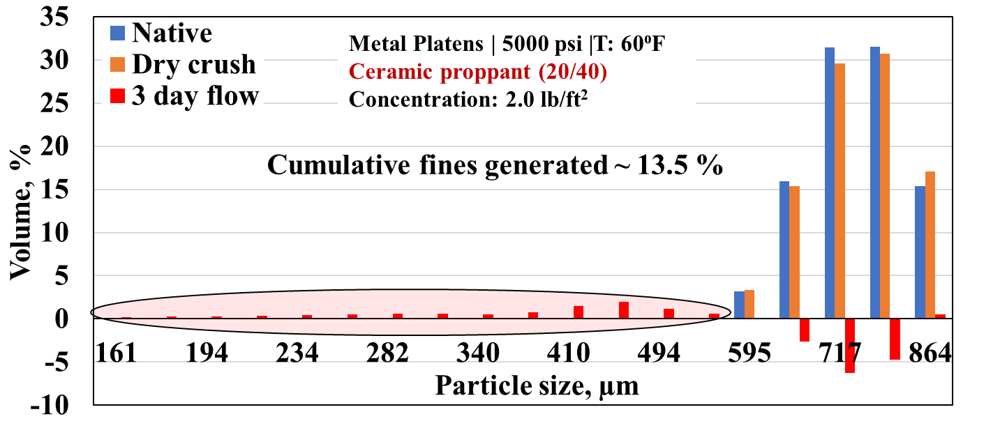 35
30
25
20
15
10
5
0
-5
-10
Volume, %
Native
Dry crush
3 day flow
Metal Platens | 5000 psi |T: 60⁰F
Ceramic proppant (20/40)
Concentration: 2.0 lb/ft²
Cumulative fines generated ~ 13.5 %
161 194 234 282 340 410 494 595 717 864
Particle size, µm